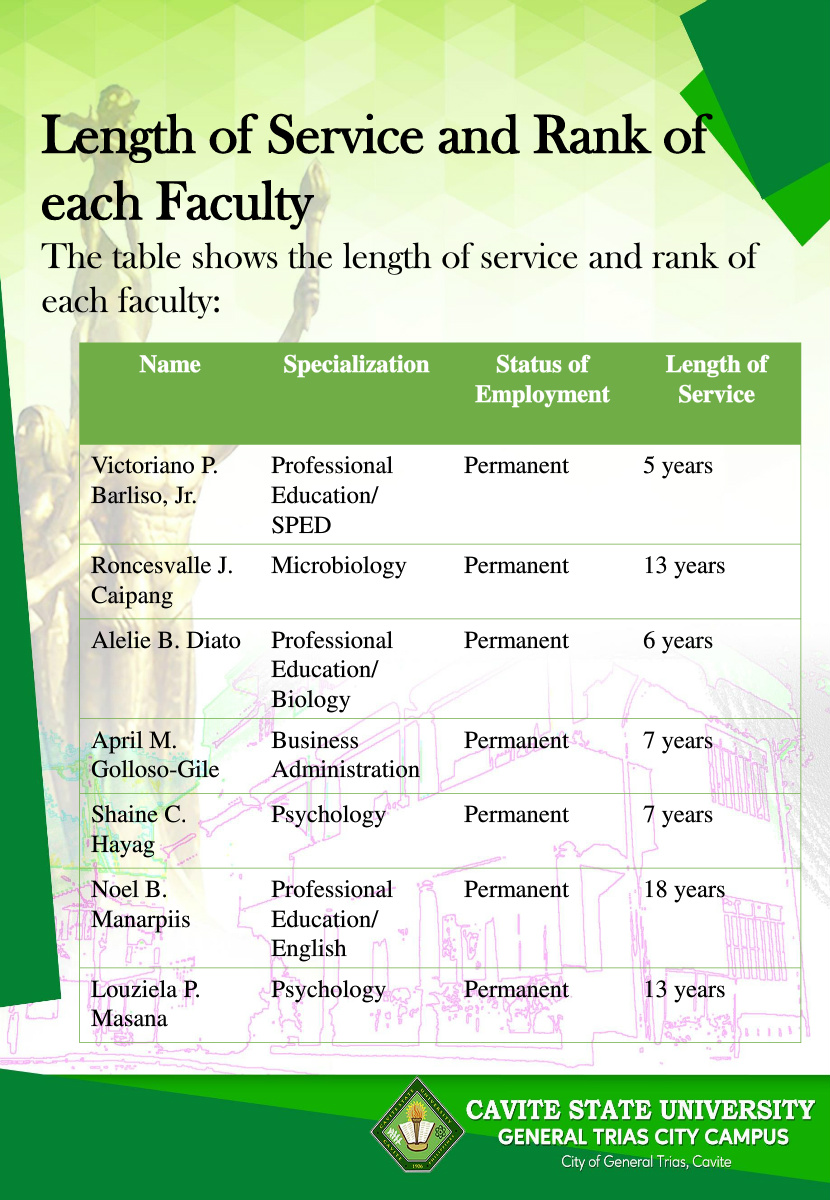 Length of Service and Rank of
each Faculty
The table shows the length of service and rank of
each faculty:
Name Specialization Status of Employment Length of Service
Victoriano P. Barliso, Jr. Professional Education/ SPED Permanent 5 years
Roncesvalle J. Caipang Microbiology Permanent 13 years
Alelie B. Diato Professional Education/ Biology Permanent 6 years
April M. Golloso-Gile Business Administration Permanent 7 years
Shaine C. Hayag Psychology Permanent 7 years
Noel B. Manarpiis Professional Education/ English Permanent 18 years
Louziela P. Masana Psychology Permanent 13 years
CAVITE STATE UNIVERSITY
GENERAL TRIAS CITY CAMPUS
City of General Trias, Cavite
1906